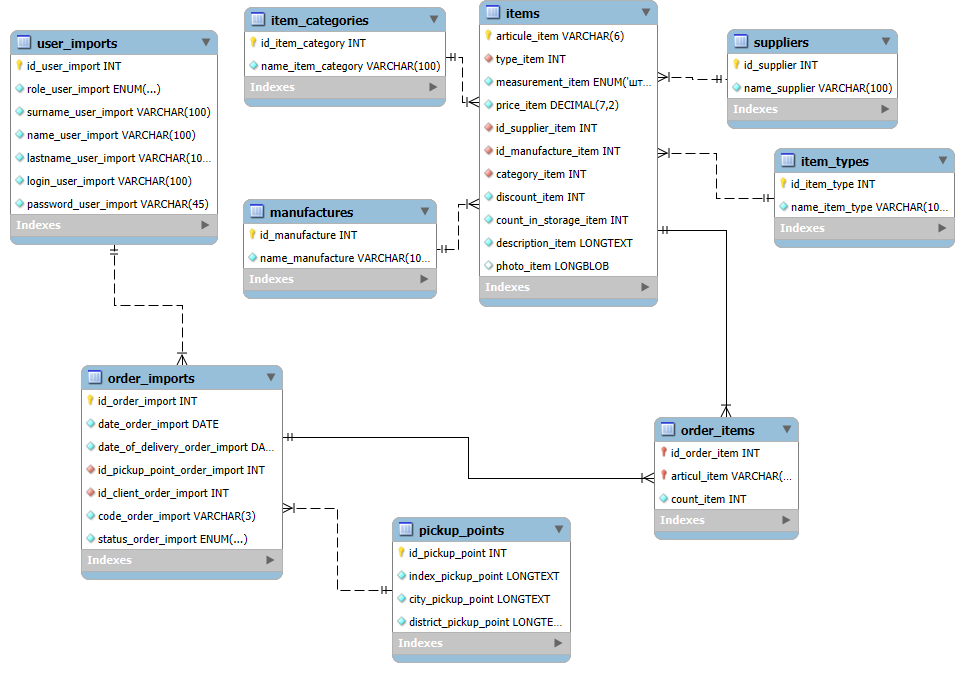 user_imports
id_user_import INT
role_user_import ENUM(...)
surname_user_import VARCHAR(100)
name_user_import VARCHAR(100)
lastname_user_import VARCHAR(10...
login_user_import VARCHAR(100)
password_user_import VARCHAR(45)
Indexes
item_categories
id_item_category INT
name_item_category VARCHAR(100)
Indexes
manufactures
id_manufacture INT
name_manufacture VARCHAR(10...
Indexes
items
articule_item VARCHAR(6)
type_item INT
measurement_item ENUM('шт...
price_item DECIMAL(7,2)
id_supplier_item INT
id_manufacture_item INT
category_item INT
discount_item INT
count_in_storage_item INT
description_item LONGTEXT
photo_item LONGBLOB
Indexes
suppliers
id_supplier INT
name_supplier VARCHAR(100)
Indexes
item_types
id_item_type INT
name_item_type VARCHAR(10...
Indexes
order_imports
id_order_import INT
date_order_import DATE
date_of_delivery_order_import DA...
id_pickup_point_order_import INT
id_client_order_import INT
code_order_import VARCHAR(3)
status_order_import ENUM(...)
Indexes
pickup_points
id_pickup_point INT
index_pickup_point LONGTEXT
city_pickup_point LONGTEXT
district_pickup_point LONGTE...
Indexes
order_items
id_order_item INT
articul_item VARCHAR(...
count_item INT
Indexes